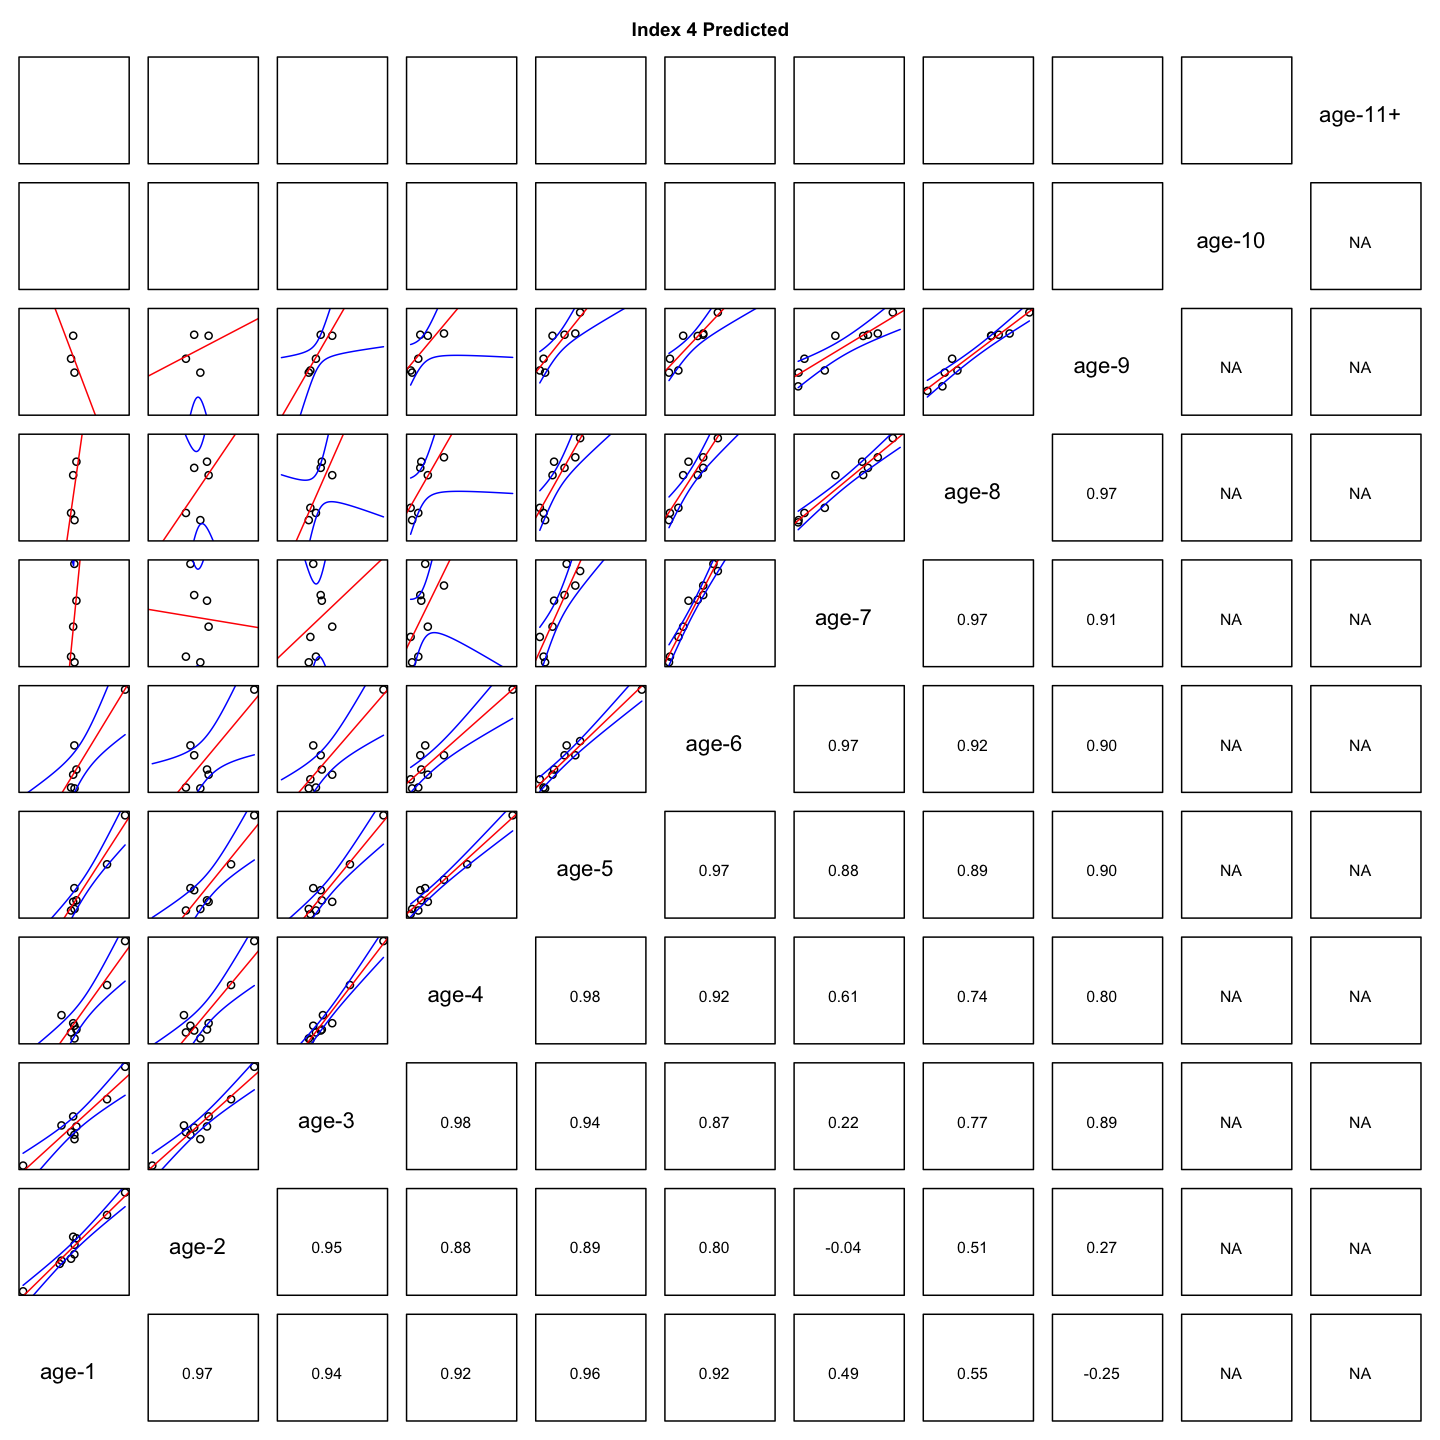 Index 4 Predicted
age-11+
age-10 NA
age-9 NA NA
age-8 0.97 NA NA
age-7 0.97 0.91 NA NA
age-6 0.97 0.92 0.90 NA NA
age-5 0.97 0.88 0.89 0.90 NA NA
age-4 0.98 0.92 0.61 0.74 0.80 NA NA
age-3 0.98 0.94 0.87 0.22 0.77 0.89 NA NA
age-2 0.95 0.88 0.89 0.80 -0.04 0.51 0.27 NA NA
age-1 0.97 0.94 0.92 0.96 0.92 0.49 0.55 -0.25 NA NA